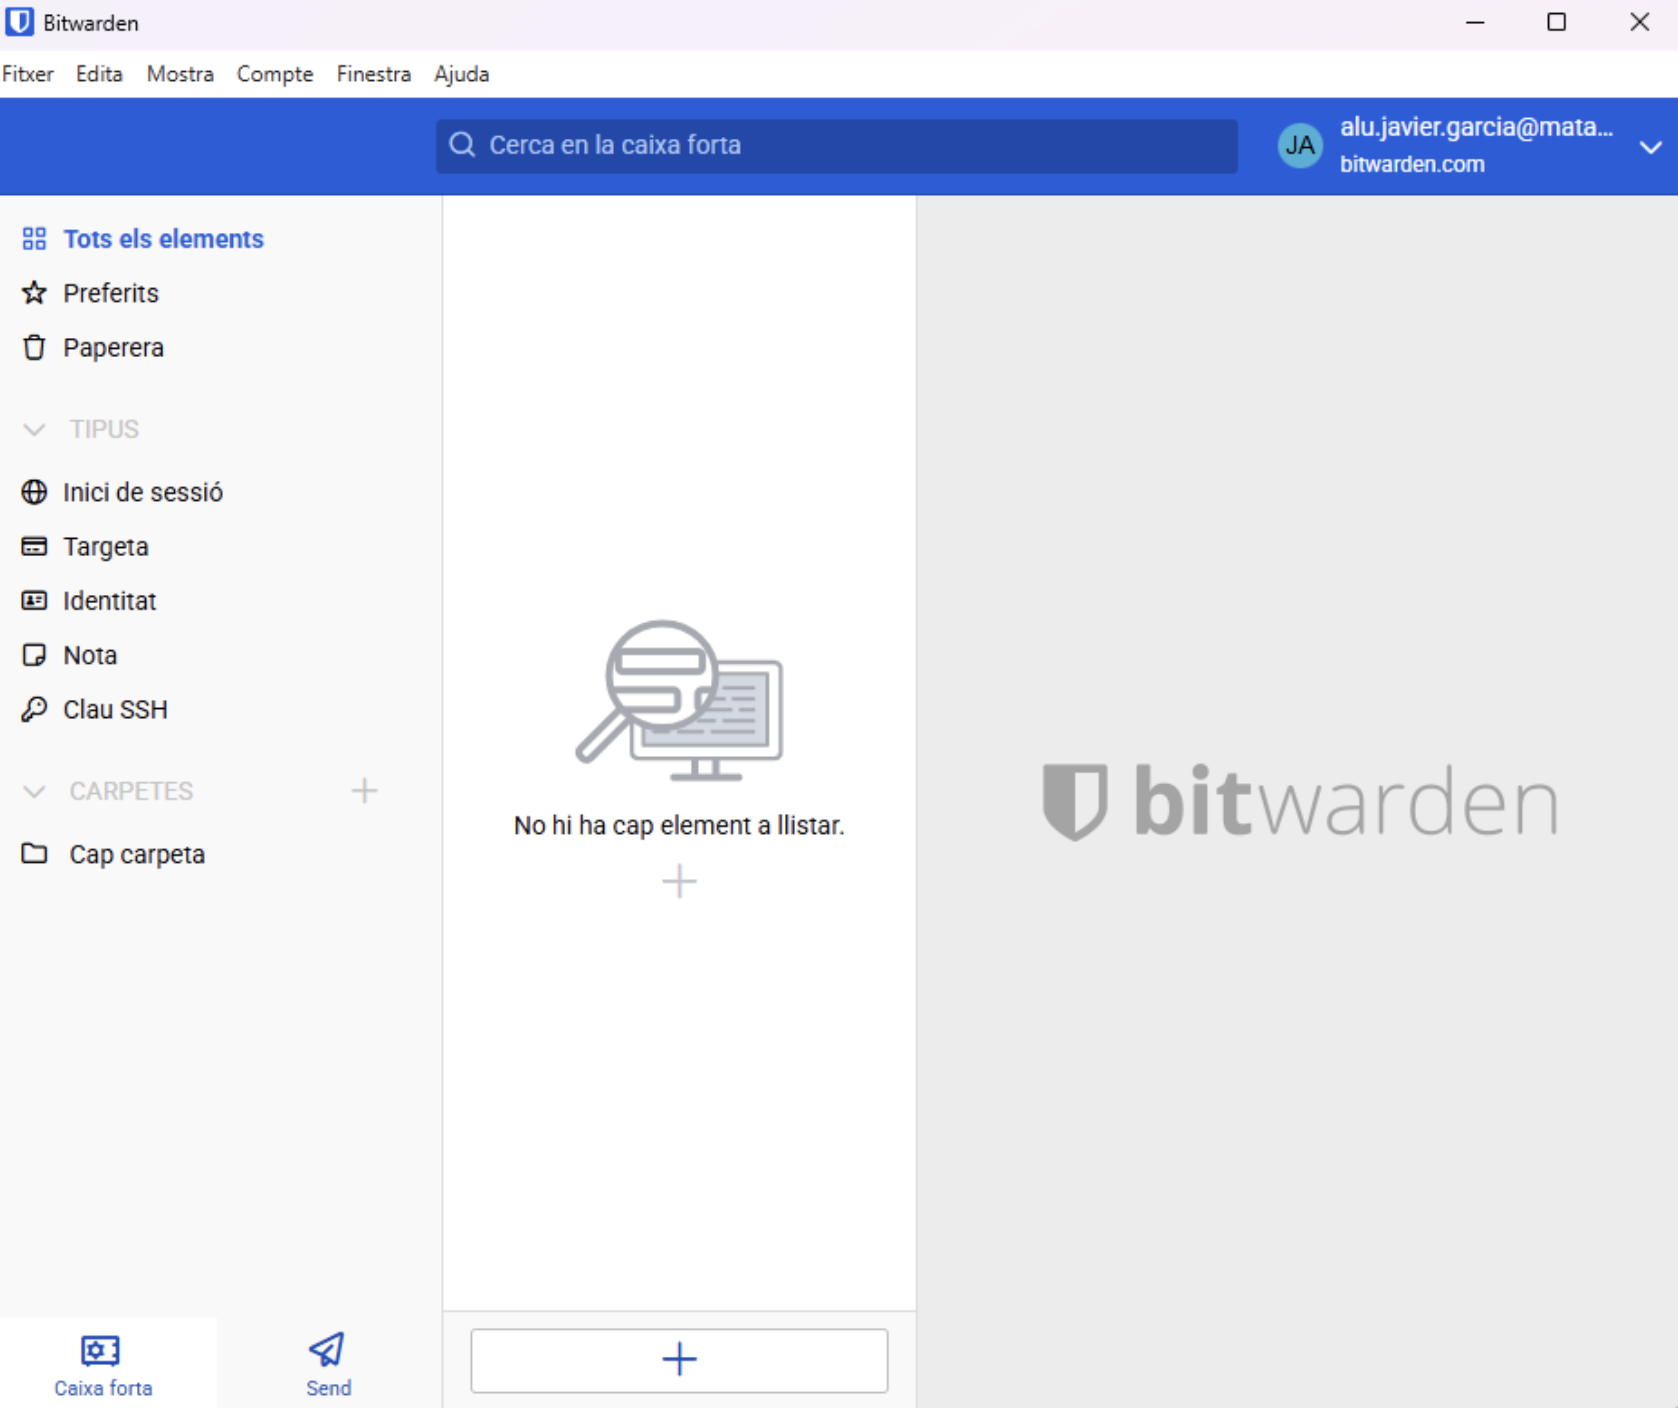 Bitwarden
Fitxer Edita Mostra Compte Finestra Ajuda
Cerca en la caixa forta
JA
alu.javier.garcia@mata...
bitwarden.com
Tots els elements
Preferits
Paperera
TIPUS
Inici de sessió
Targeta
Identitat
Nota
Clau SSH
CARPETES
Cap carpeta
No hi ha cap element a llistar.
bitwarden
Caixa forta
Send